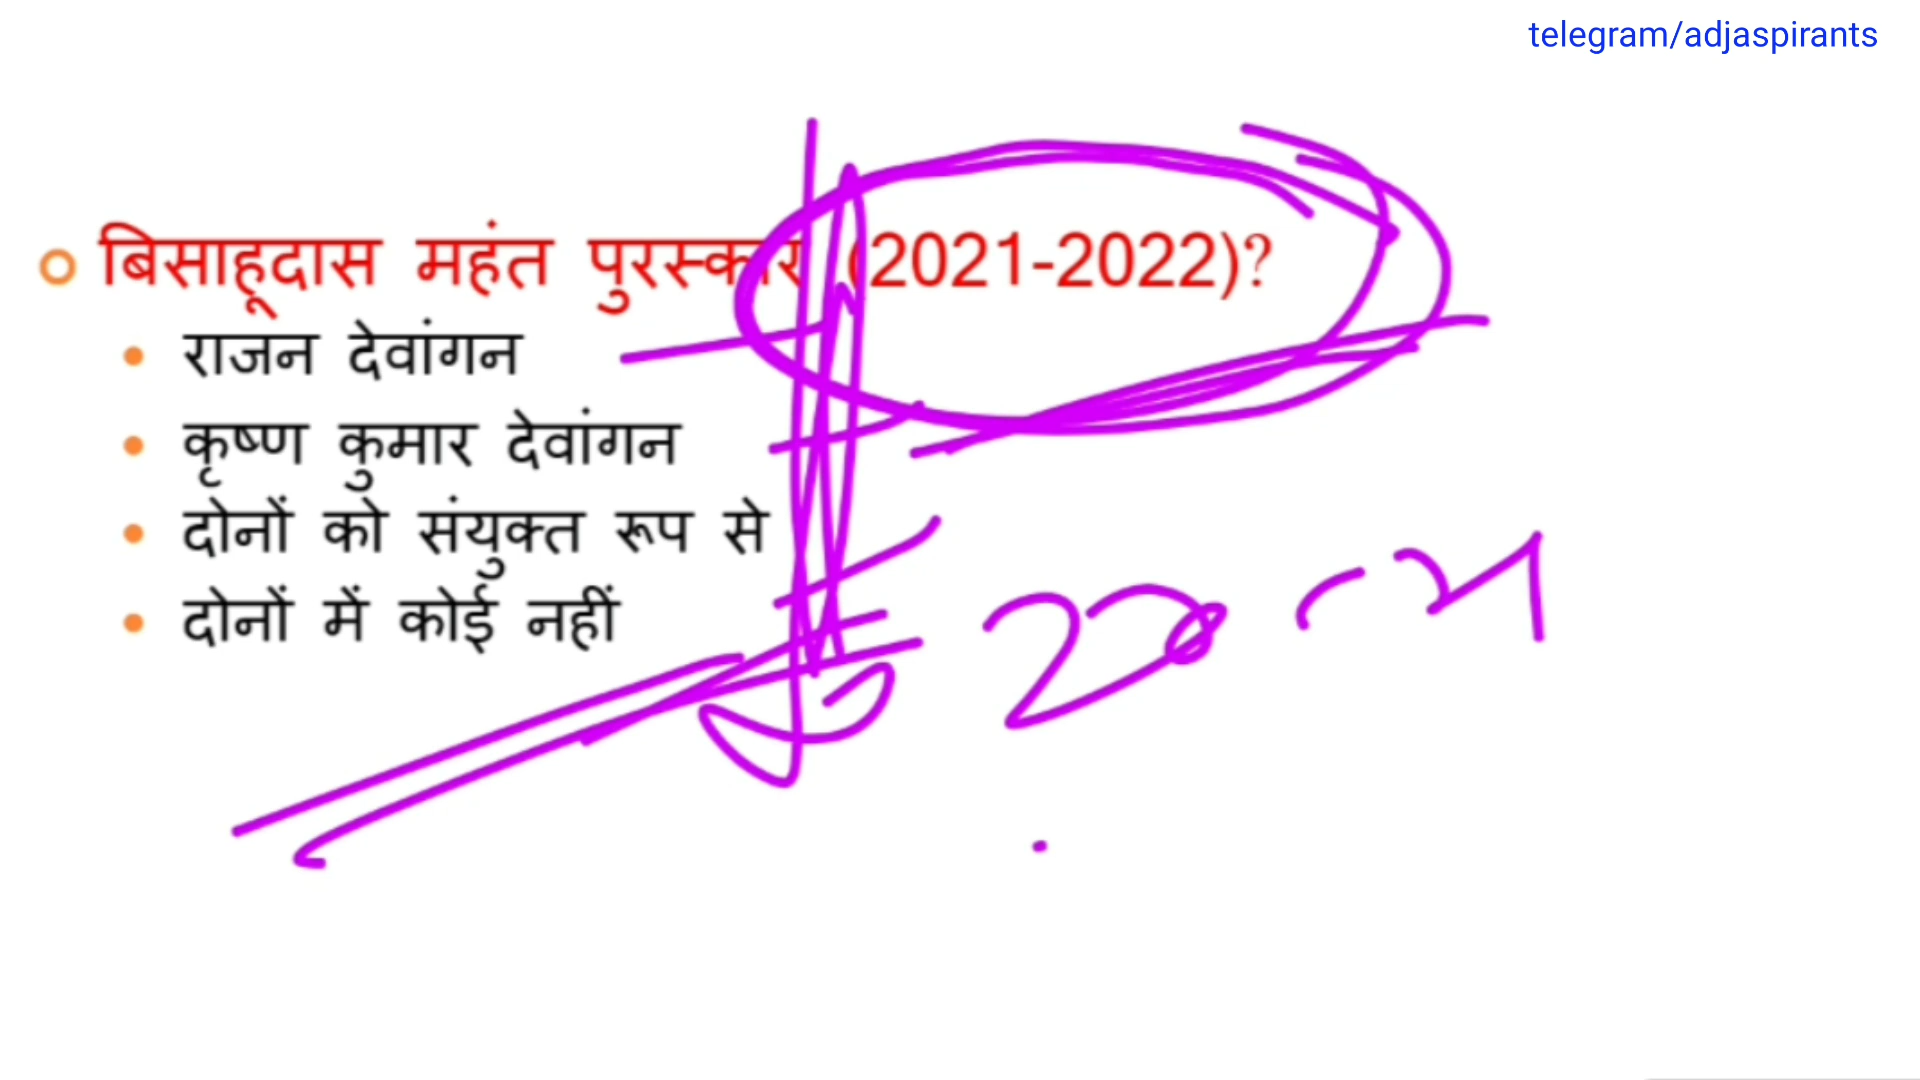 telegram/adjaspirants
बिसाहूदास महंत पुरस्कार (2021-2022)?
राजन देवांगन
कृष्ण कुमार देवांगन
दोनों को संयुक्त रूप से
दोनों में कोई नहीं